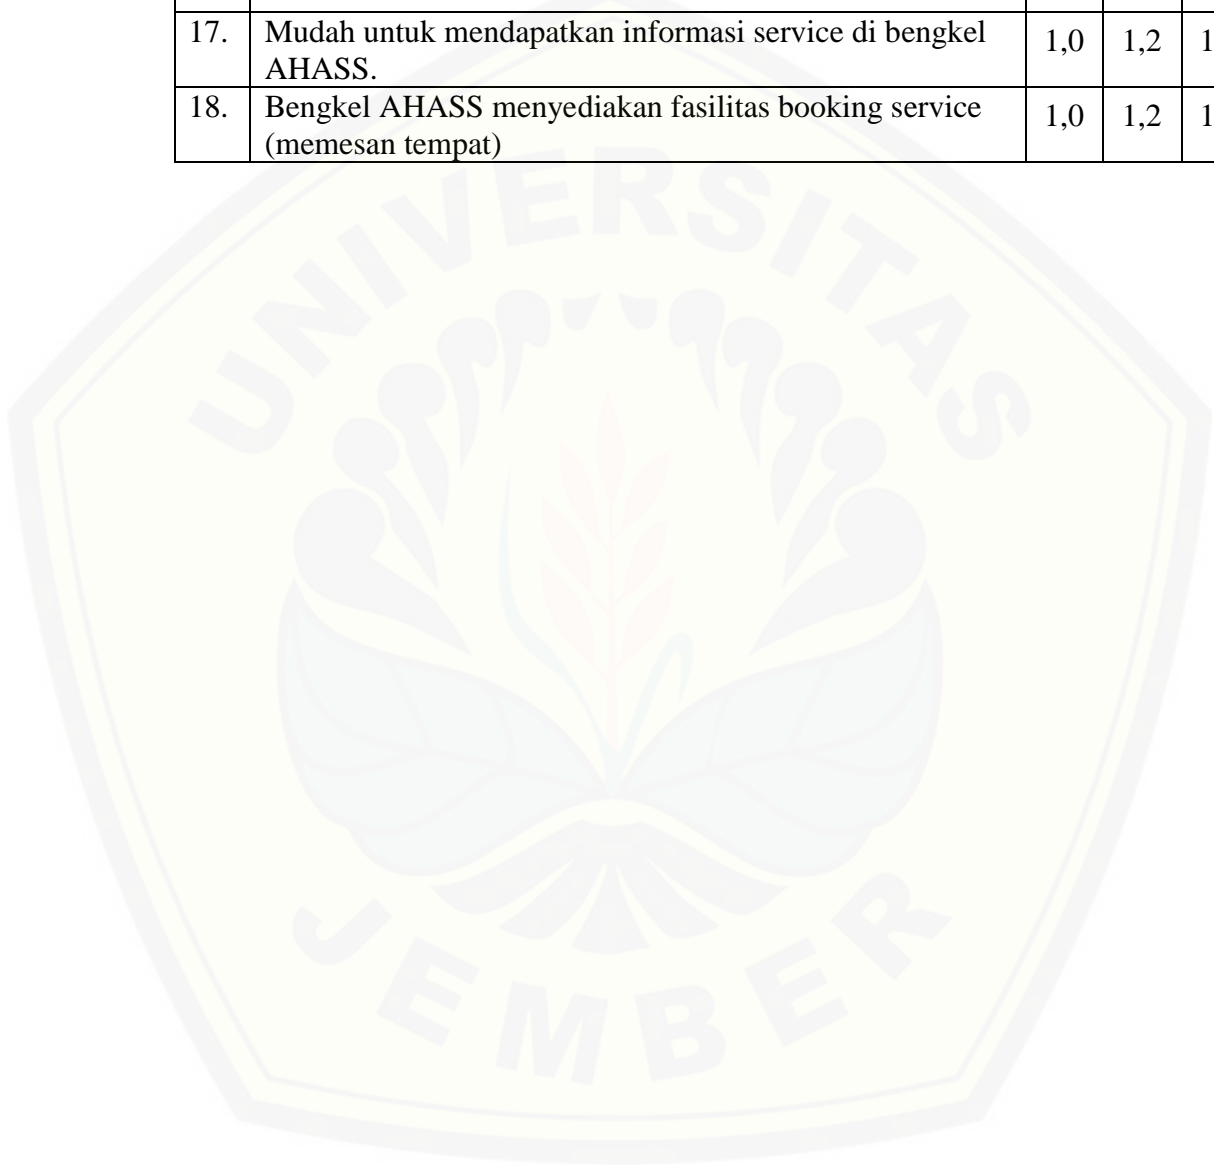 17. Mudah untuk mendapatkan informasi service di bengkel 1,0 1,2 1
AHASS.
18. Bengkel AHASS menyediakan fasilitas booking service 1,0 1,2 1
(memesan tempat)
UNIVERSITAS
JEMBER